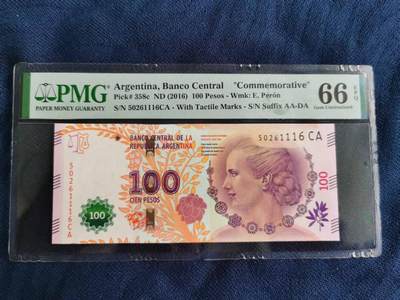 PMG
PAPER MONEY GUARANTY
Argentina, Banco Central "Commemorative"
Pick# 358c ND (2016) 100 Pesos - Wmk: E. Perón
S/N 50261116CA - With Tactile Marks - S/N Suffix AA-DA
66 EPQ
Gem Uncirculated
BANCO CENTRAL DE LA
REPÚBLICA ARGENTINA
50261116 CA
50261116 CA
100
CIEN PESOS
100
100